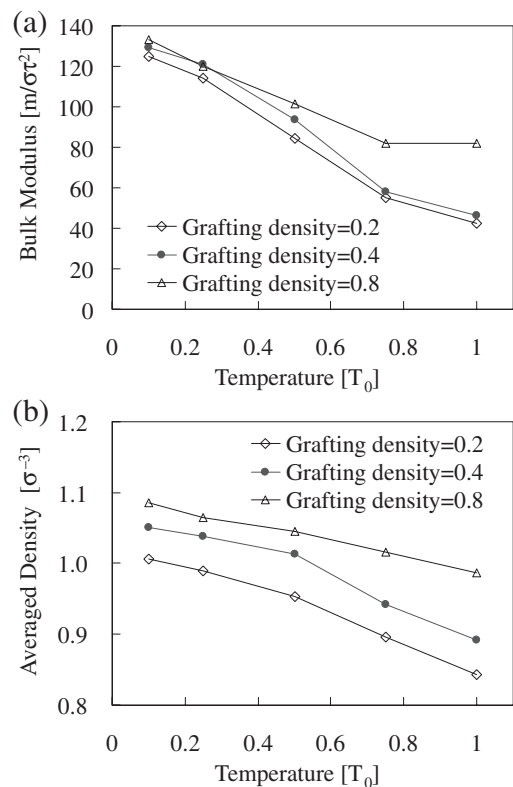 (a)
140
120
100
80
60
40
20
0
Bulk Modulus [m/στ²]
Grafting density=0.2
Grafting density=0.4
Grafting density=0.8
0 0.2 0.4 0.6 0.8 1
Temperature [T₀]
(b)
1.2
1.1
1.0
0.9
0.8
Averaged Density [σ⁻³]
Grafting density=0.2
Grafting density=0.4
Grafting density=0.8
0 0.2 0.4 0.6 0.8 1
Temperature [T₀]